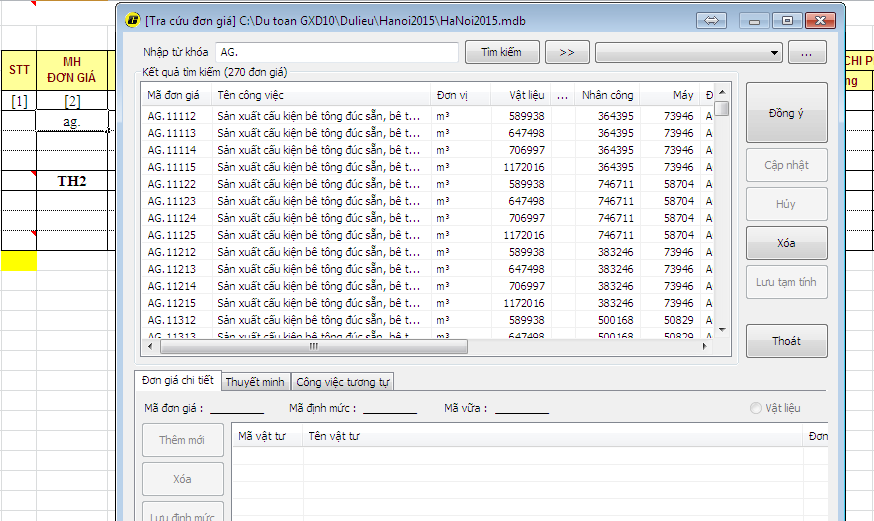 [Tra cứu đơn giá] C:\Du toan GXD10\Dulieu\Hanoi2015\HaNoi2015.mdb
Nhập từ khóa AG. Tìm kiếm >> ...
Kết quả tìm kiếm (270 đơn giá)
STT MH ĐƠN GIÁ
[1] [2]
ag.
TH2
CHI P
ng
Mã đơn giá Tên công việc Đơn vị Vật liệu ... Nhân công Máy Đ
AG.11112 Sản xuất cấu kiện bê tông đúc sẵn, bê t... m³ 589938 364395 73946 A
AG.11113 Sản xuất cấu kiện bê tông đúc sẵn, bê t... m³ 647498 364395 73946 A
AG.11114 Sản xuất cấu kiện bê tông đúc sẵn, bê t... m³ 706997 364395 73946 A
AG.11115 Sản xuất cấu kiện bê tông đúc sẵn, bê t... m³ 1172016 364395 73946 A
AG.11122 Sản xuất cấu kiện bê tông đúc sẵn, bê t... m³ 589938 746711 58704 A
AG.11123 Sản xuất cấu kiện bê tông đúc sẵn, bê t... m³ 647498 746711 58704 A
AG.11124 Sản xuất cấu kiện bê tông đúc sẵn, bê t... m³ 706997 746711 58704 A
AG.11125 Sản xuất cấu kiện bê tông đúc sẵn, bê t... m³ 1172016 746711 58704 A
AG.11212 Sản xuất cấu kiện bê tông đúc sẵn, bê t... m³ 589938 383246 73946 A
AG.11213 Sản xuất cấu kiện bê tông đúc sẵn, bê t... m³ 647498 383246 73946 A
AG.11214 Sản xuất cấu kiện bê tông đúc sẵn, bê t... m³ 706997 383246 73946 A
AG.11215 Sản xuất cấu kiện bê tông đúc sẵn, bê t... m³ 1172016 383246 73946 A
AG.11312 Sản xuất cấu kiện bê tông đúc sẵn, bê t... m³ 589938 500168 50829 A
AG.11313 Sản xuất cấu kiện bê tông đúc sẵn, bê t... m³ 647498 500168 50829 A
Đồng ý
Cập nhật
Hủy
Xóa
Lưu tạm tính
Thoát
Đơn giá chi tiết Thuyết minh Công việc tương tự
Mã đơn giá : Mã định mức : Mã vữa : Vật liệu
Thêm mới
Xóa
Lưu định mức
Mã vật tư Tên vật tư Đơn